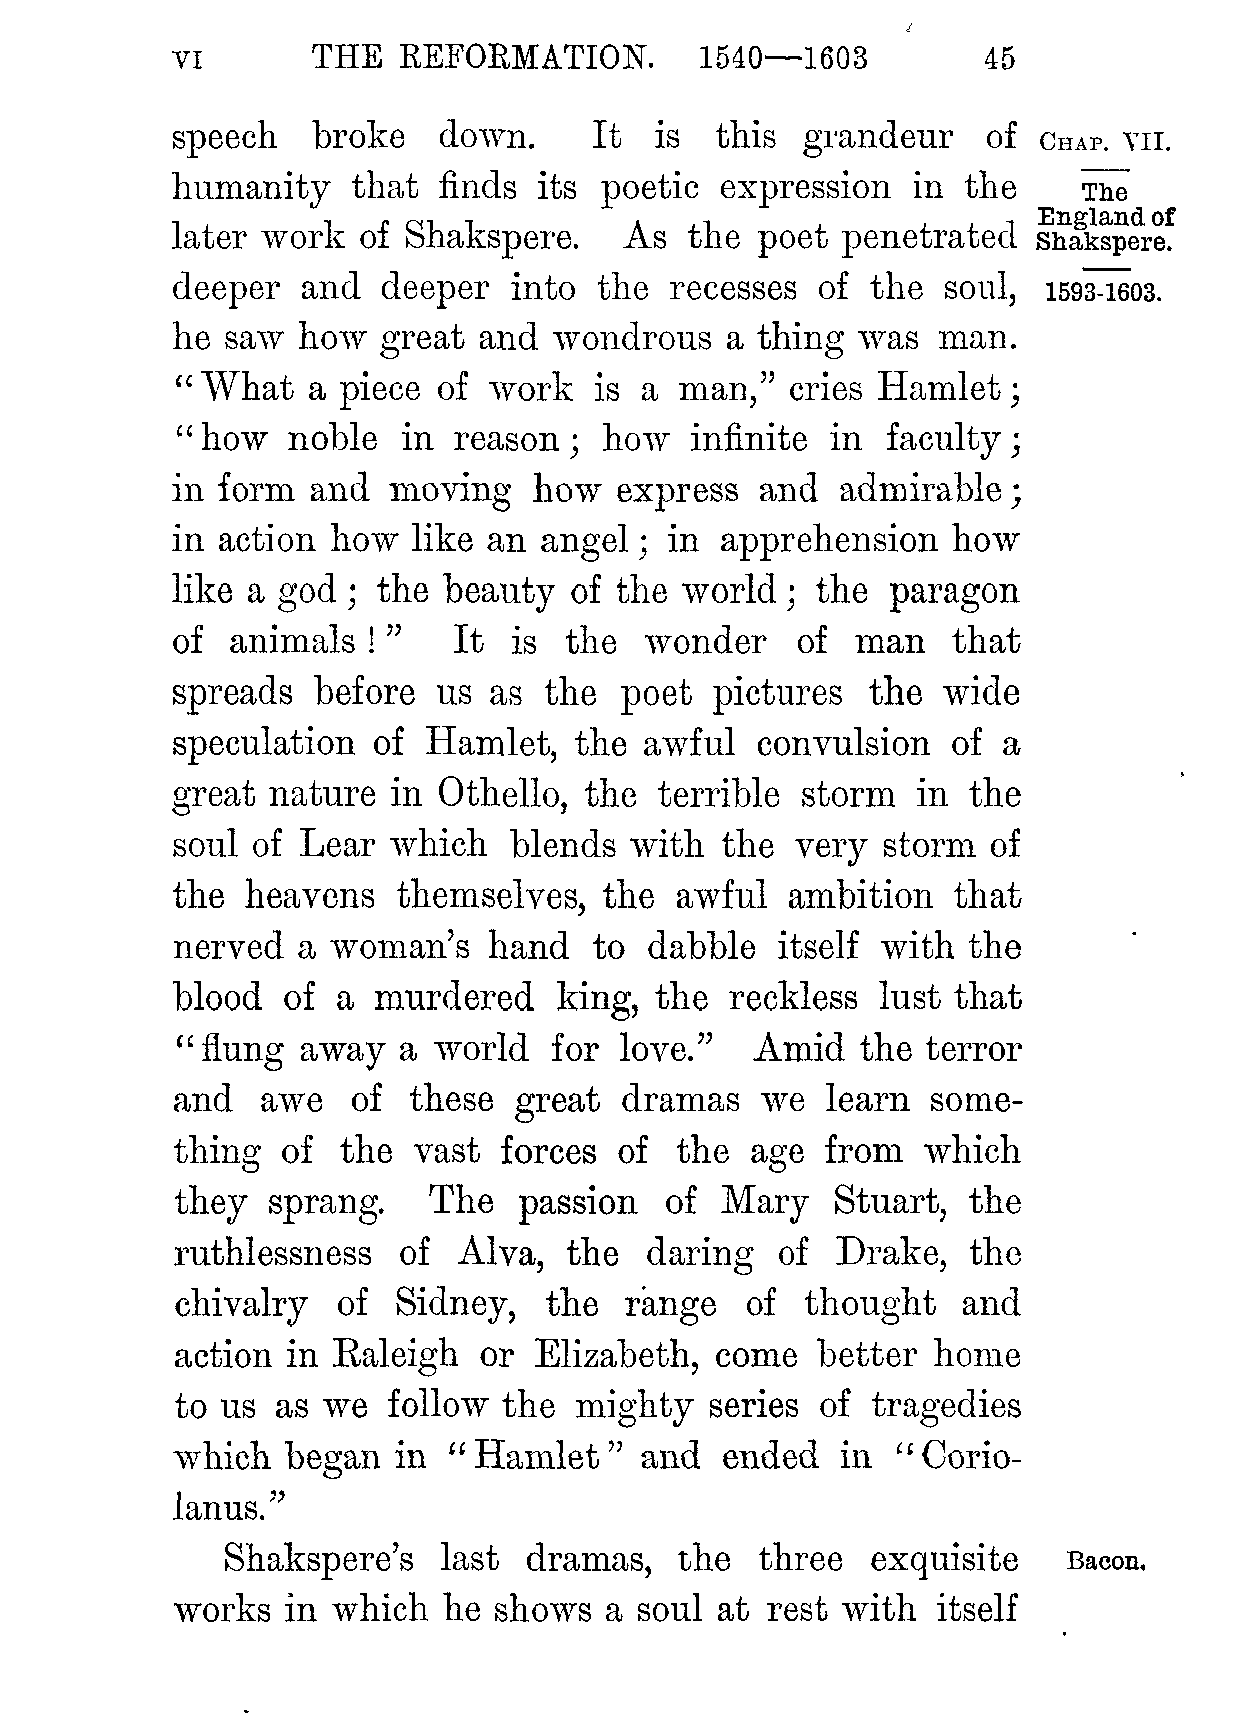 VI THE REFORMATION. 1540—1603 45
speech broke down. It is this grandeur of
humanity that finds its poetic expression in the
later work of Shakspere. As the poet penetrated
deeper and deeper into the recesses of the soul,
he saw how great and wondrous a thing was man.
"What a piece of work is a man," cries Hamlet;
"how noble in reason; how infinite in faculty;
in form and moving how express and admirable;
in action how like an angel; in apprehension how
like a god; the beauty of the world; the paragon
of animals!" It is the wonder of man that
spreads before us as the poet pictures the wide
speculation of Hamlet, the awful convulsion of a
great nature in Othello, the terrible storm in the
soul of Lear which blends with the very storm of
the heavens themselves, the awful ambition that
nerved a woman's hand to dabble itself with the
blood of a murdered king, the reckless lust that
"flung away a world for love." Amid the terror
and awe of these great dramas we learn some-
thing of the vast forces of the age from which
they sprang. The passion of Mary Stuart, the
ruthlessness of Alva, the daring of Drake, the
chivalry of Sidney, the range of thought and
action in Raleigh or Elizabeth, come better home
to us as we follow the mighty series of tragedies
which began in "Hamlet" and ended in "Corio-
lanus."
Shakspere's last dramas, the three exquisite
works in which he shows a soul at rest with itself
CHAP. VII.
The
England of
Shakspere.
1593-1603.
Bacon.